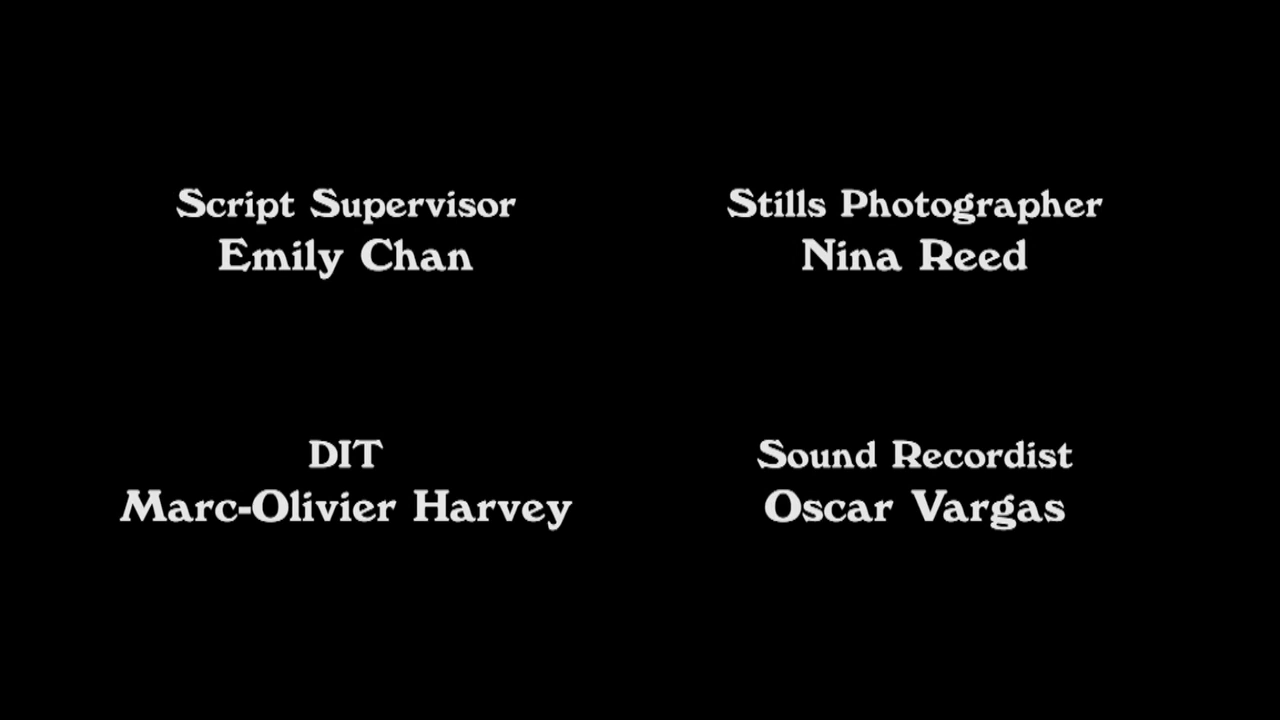 Script Supervisor
Emily Chan
Stills Photographer
Nina Reed
DIT
Marc-Olivier Harvey
Sound Recordist
Oscar Vargas